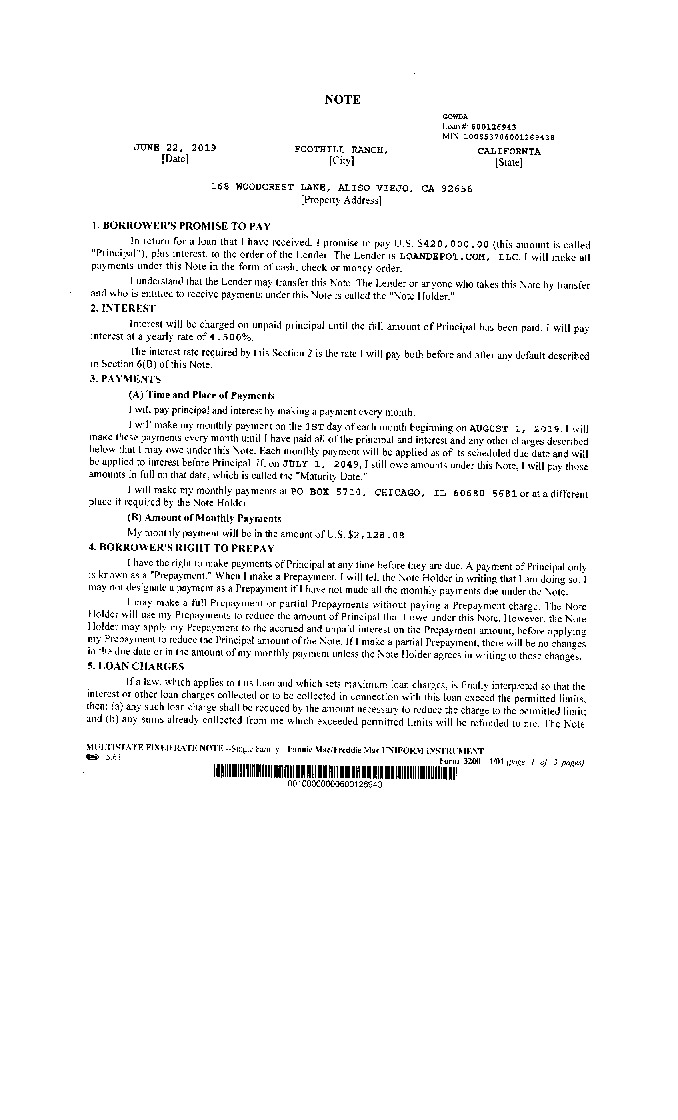 NOTE
GOWDA
Loan #: 600126943
MIN: 100853706001269438
JUNE 22, 2019 FOOTHILL RANCH, CALIFORNIA
[Date] [City] [State]
168 WOODCREST LANE, ALISO VIEJO, CA 92656
[Property Address]
1. BORROWER'S PROMISE TO PAY
In return for a loan that I have received, I promise to pay U.S. $420,000.00 (this amount is called
"Principal"), plus interest, to the order of the Lender. The Lender is LOANDEPOT.COM, LLC. I will make all
payments under this Note in the form of cash, check or money order.
I understand that the Lender may transfer this Note. The Lender or anyone who takes this Note by transfer
and who is entitled to receive payments under this Note is called the "Note Holder."
2. INTEREST
Interest will be charged on unpaid principal until the full amount of Principal has been paid. I will pay
interest at a yearly rate of 4.500%.
The interest rate required by this Section 2 is the rate I will pay both before and after any default described
in Section 6(B) of this Note.
3. PAYMENTS
(A) Time and Place of Payments
I will pay principal and interest by making a payment every month.
I will make my monthly payment on the 1ST day of each month beginning on AUGUST 1, 2019. I will
make these payments every month until I have paid all of the principal and interest and any other charges described
below that I may owe under this Note. Each monthly payment will be applied as of its scheduled due date and will
be applied to interest before Principal. If, on JULY 1, 2049, I still owe amounts under this Note, I will pay those
amounts in full on that date, which is called the "Maturity Date."
I will make my monthly payments at PO BOX 5710, CHICAGO, IL 60680-5681 or at a different
place if required by the Note Holder.
(B) Amount of Monthly Payments
My monthly payment will be in the amount of U.S. $2,128.08
4. BORROWER'S RIGHT TO PREPAY
I have the right to make payments of Principal at any time before they are due. A payment of Principal only
is known as a "Prepayment." When I make a Prepayment, I will tell the Note Holder in writing that I am doing so. I
may not designate a payment as a Prepayment if I have not made all the monthly payments due under the Note.
I may make a full Prepayment or partial Prepayments without paying a Prepayment charge. The Note
Holder will use my Prepayments to reduce the amount of Principal that I owe under this Note. However, the Note
Holder may apply my Prepayment to the accrued and unpaid interest on the Prepayment amount, before applying
my Prepayment to reduce the Principal amount of the Note. If I make a partial Prepayment, there will be no changes
in the due date or in the amount of my monthly payment unless the Note Holder agrees in writing to those changes.
5. LOAN CHARGES
If a law, which applies to this loan and which sets maximum loan charges, is finally interpreted so that the
interest or other loan charges collected or to be collected in connection with this loan exceed the permitted limits,
then: (a) any such loan charge shall be reduced by the amount necessary to reduce the charge to the permitted limit;
and (b) any sums already collected from me which exceeded permitted limits will be refunded to me. The Note
MULTISTATE FIXED RATE NOTE--Single Family--Fannie Mae/Freddie Mac UNIFORM INSTRUMENT
Form 3200 1/01 (page 1 of 3 pages)
00100000000600126943